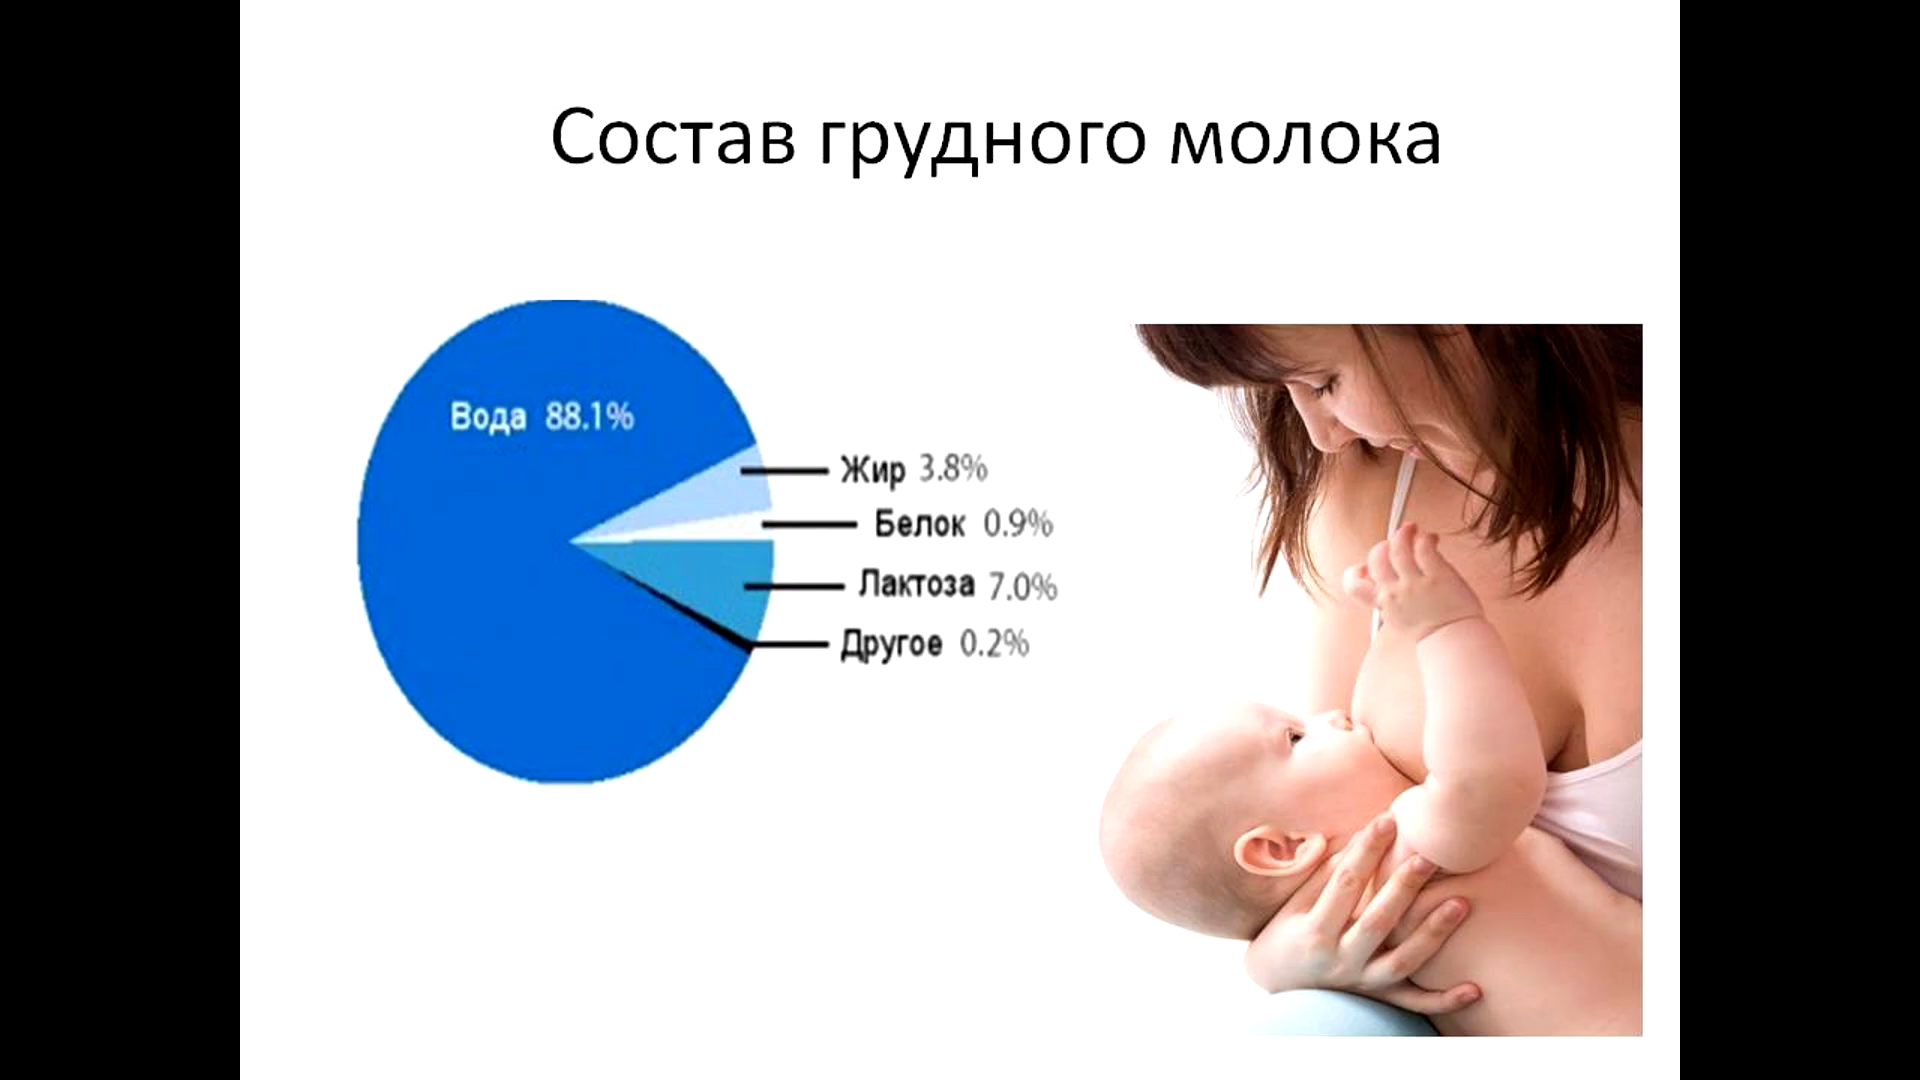 Состав грудного молока
Вода 88.1%
Жир 3.8%
Белок 0.9%
Лактоза 7.0%
Другое 0.2%